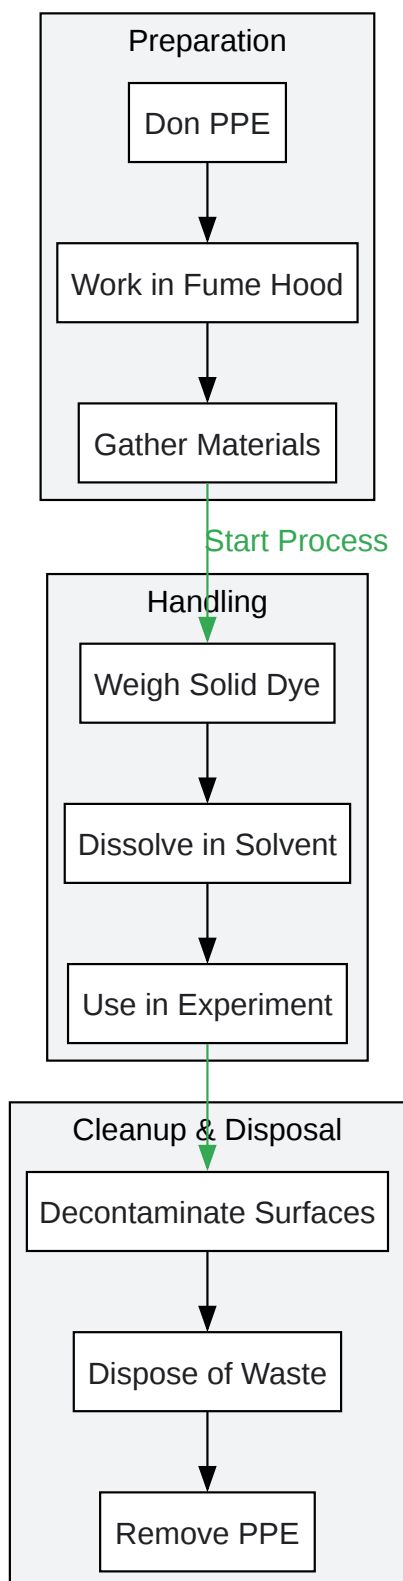 Preparation
Don PPE
Work in Fume Hood
Gather Materials
Start Process
Handling
Weigh Solid Dye
Dissolve in Solvent
Use in Experiment
Cleanup & Disposal
Decontaminate Surfaces
Dispose of Waste
Remove PPE